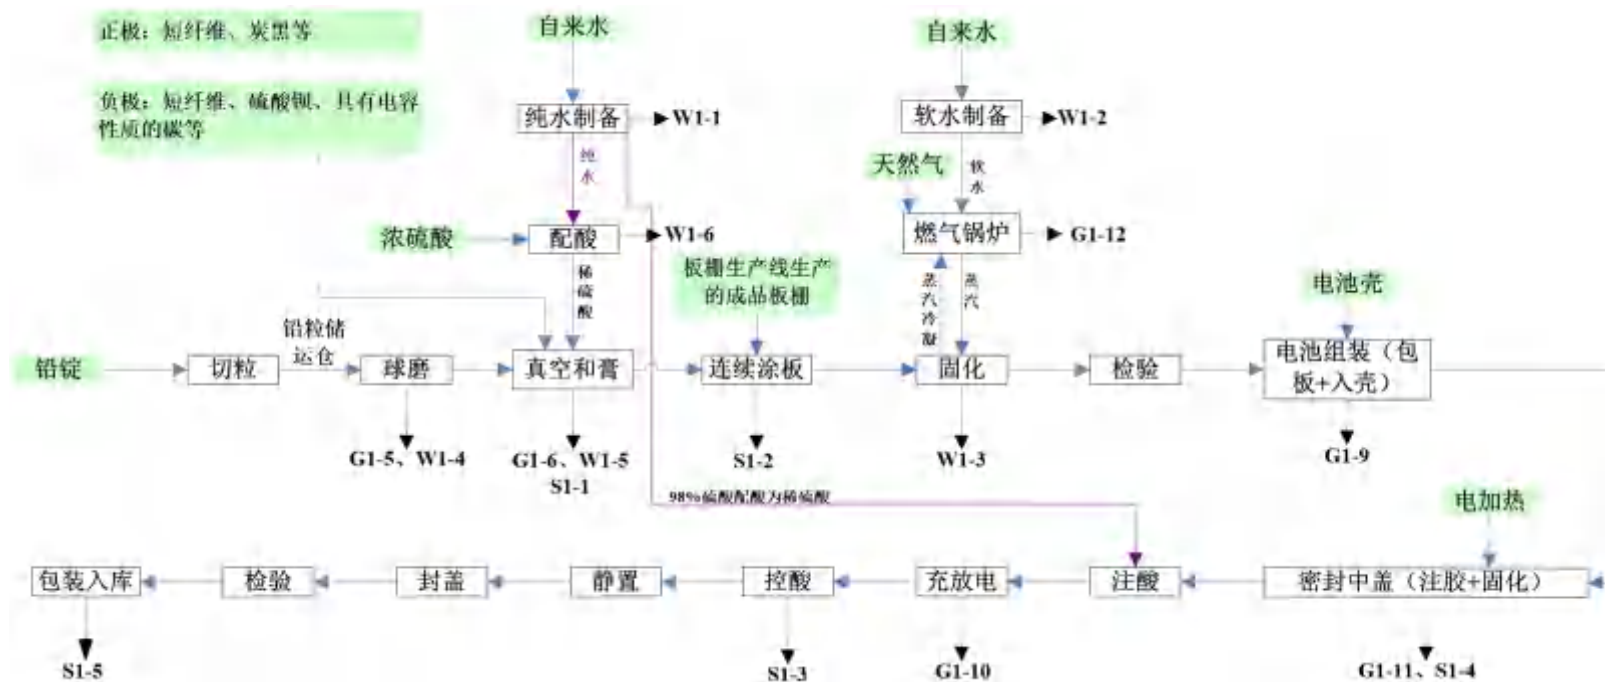 正极：短纤维、炭黑等
自来水
自来水
负极：短纤维、硫酸钡、具有电容
性质的碳等
纯水制备
W1-1
软水制备
W1-2
纯水
天然气
软水
浓硫酸
配酸
W1-6
燃气锅炉
G1-12
稀硫酸
板栅生产线生产
的成品板栅
蒸汽冷凝
蒸汽
电池壳
铅粒储
运仓
铅锭
切粒
球磨
真空和膏
连续涂板
固化
检验
电池组装（包
板+入壳）
G1-5、W1-4
G1-6、W1-5
S1-1
S1-2
W1-3
G1-9
98%硫酸配酸为稀硫酸
电加热
包装入库
检验
封盖
静置
控酸
充放电
注酸
密封中盖（注胶+固化）
S1-5
S1-3
G1-10
G1-11、S1-4